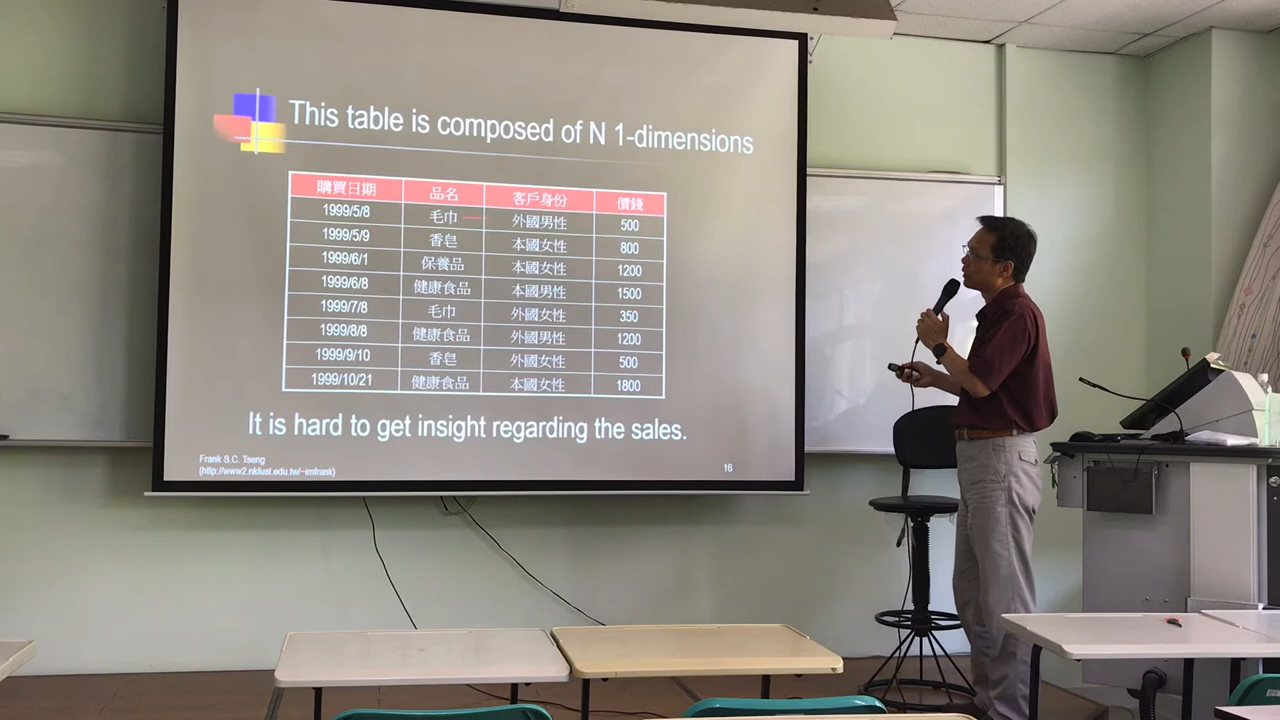 This table is composed of N 1-dimensions
購買日期 品名 客戶身份 價錢
1999/5/8 毛巾 外國男性 500
1999/5/9 香皂 本國女性 800
1999/6/1 保養品 本國女性 1200
1999/6/8 健康食品 本國男性 1500
1999/7/8 毛巾 外國女性 350
1999/8/8 健康食品 外國男性 1200
1999/9/10 香皂 外國女性 500
1999/10/21 健康食品 本國女性 1800
It is hard to get insight regarding the sales.
Frank S.C. Tseng
(http://www2.nkfust.edu.tw/~imfrank)
16